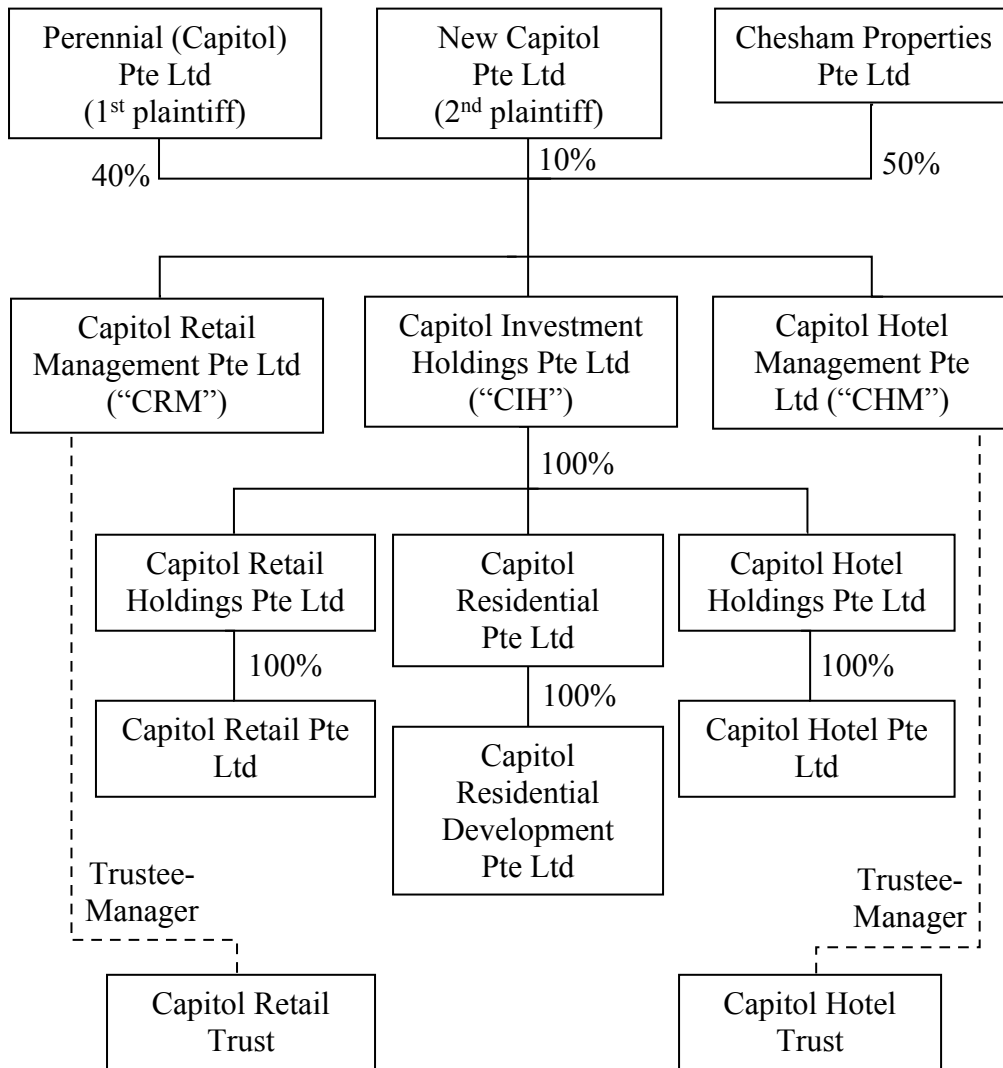 Perennial (Capitol)
Pte Ltd
(1st plaintiff)
New Capitol
Pte Ltd
(2nd plaintiff)
Chesham Properties
Pte Ltd
40%
10%
50%
Capitol Retail
Management Pte Ltd
(“CRM”)
Capitol Investment
Holdings Pte Ltd
(“CIH”)
Capitol Hotel
Management Pte
Ltd (“CHM”)
100%
Capitol Retail
Holdings Pte Ltd
Capitol
Residential
Pte Ltd
Capitol Hotel
Holdings Pte Ltd
100%
100%
100%
Capitol Retail Pte
Ltd
Capitol
Residential
Development
Pte Ltd
Capitol Hotel Pte
Ltd
Trustee-
Manager
Trustee-
Manager
Capitol Retail
Trust
Capitol Hotel
Trust